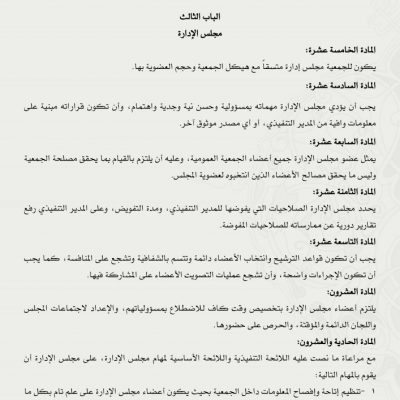 الباب الثالث
مجلس الإدارة
المادة الخامسة عشرة:
يكون للجمعية مجلس إدارة متسقاً مع هيكل الجمعية وحجم العضوية بها.
المادة السادسة عشرة:
يجب أن يؤدي مجلس الإدارة مهماته بمسؤولية وحسن نية وجدية واهتمام، وأن تكون قراراته مبنية على
معلومات وافية من المدير التنفيذي، أو أي مصدر موثوق آخر.
المادة السابعة عشرة:
يمثل عضو مجلس الإدارة جميع أعضاء الجمعية العمومية، وعليه أن يلتزم بالقيام بما يحقق مصلحة الجمعية
وليس ما يحقق مصالح الأعضاء الذين انتخبوه لعضوية المجلس.
المادة الثامنة عشرة:
يحدد مجلس الإدارة الصلاحيات التي يفوضها للمدير التنفيذي، ومدة التفويض، وعلى المدير التنفيذي رفع
تقارير دورية عن ممارساته للصلاحيات المفوضة.
المادة التاسعة عشرة:
يجب أن تكون قواعد الترشيح وانتخاب الأعضاء دائمة وتتسم بالشفافية وتشجع على المنافسة، كما يجب
أن تكون الإجراءات واضحة، وأن تشجع عمليات التصويت الأعضاء على المشاركة فيها.
المادة العشرون:
يلتزم أعضاء مجلس الإدارة بتخصيص وقت كاف للاضطلاع بمسؤولياتهم، والإعداد لاجتماعات المجلس
واللجان الدائمة والمؤقتة، والحرص على حضورها.
المادة الحادية والعشرون:
مع مراعاة ما نصت عليه اللائحة التنفيذية واللائحة الأساسية لمهام مجلس الإدارة، على مجلس الإدارة أن
يقوم بالمهام التالية:
١ -تنظيم إتاحة وإفصاح المعلومات داخل الجمعية بحيث يكون أعضاء مجلس الإدارة على علم تام بكل ما